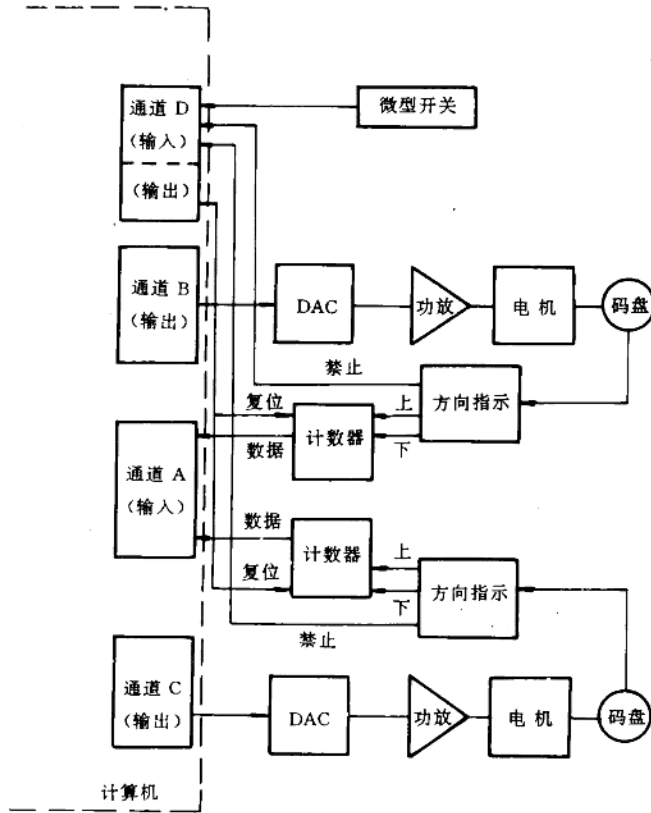 通道 D
(输入)
(输出)
微型开关
通道 B
(输出)
DAC
功放
电机
码盘
禁止
复位
数据
计数器
上
下
方向指示
通道 A
(输入)
数据
复位
计数器
上
下
方向指示
禁止
通道 C
(输出)
DAC
功放
电机
码盘
计算机